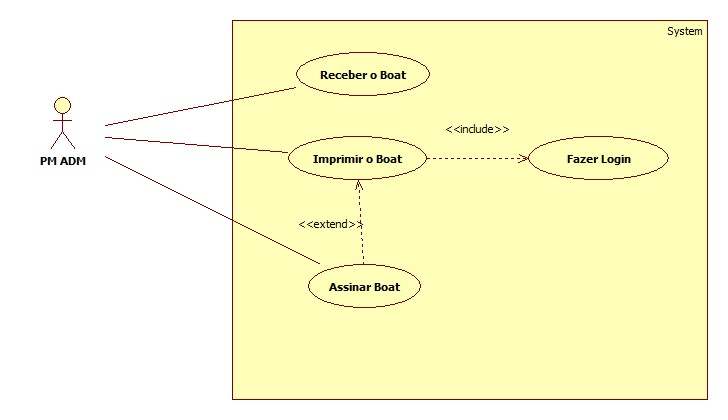 System
Receber o Boat
<<include>>
Imprimir o Boat
Fazer Login
PM ADM
<<extend>>
Assinar Boat